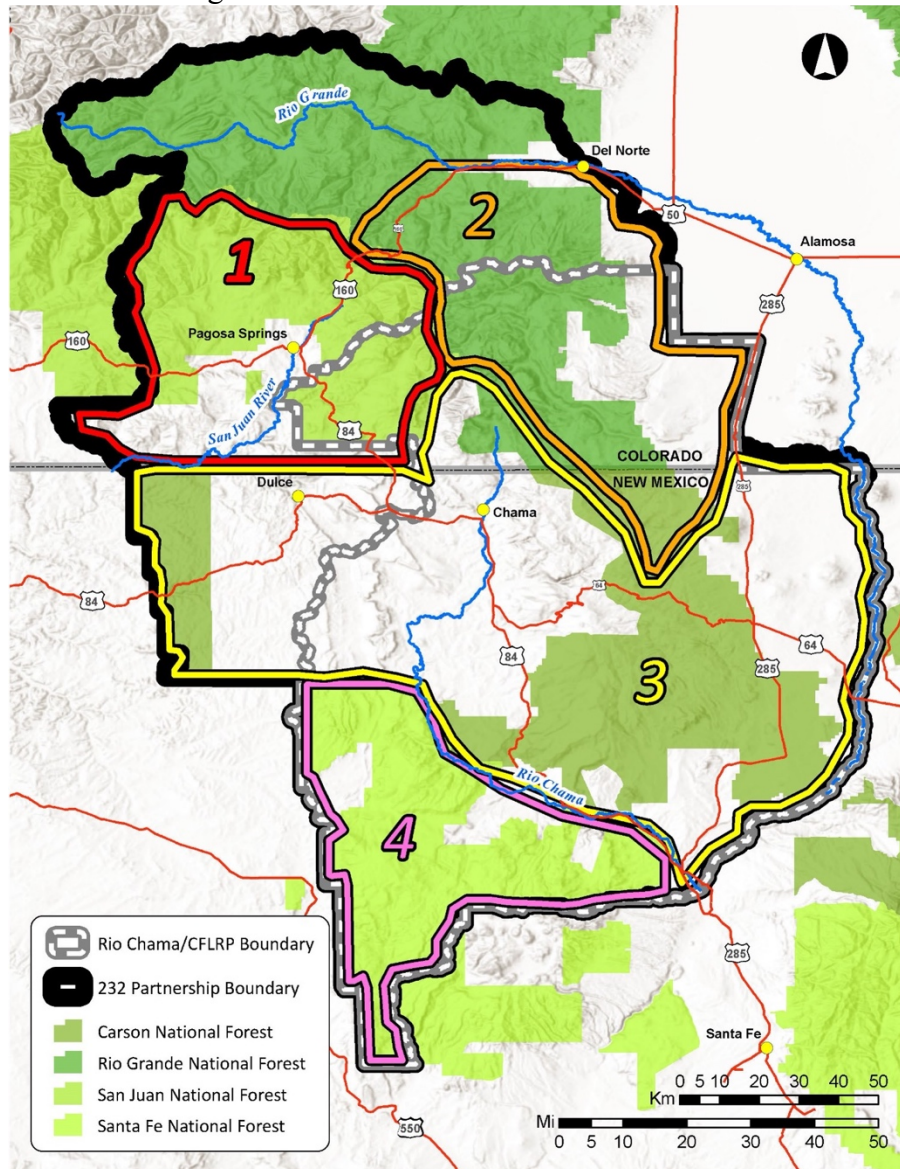 Rio Grande
Del Norte
50
2
1
149
Alamosa
160
285
Pagosa Springs
160
San Juan River
84
COLORADO
NEW MEXICO
Dulce
285
Chama
64
84
84
64
3
285
Rio Chama
4
Rio Chama/CFLRP Boundary
232 Partnership Boundary
Carson National Forest
Rio Grande National Forest
San Juan National Forest
Santa Fe National Forest
285
Santa Fe
550
0 5 10 20 30 40 50
Km
Mi
0 5 10 20 30 40 50